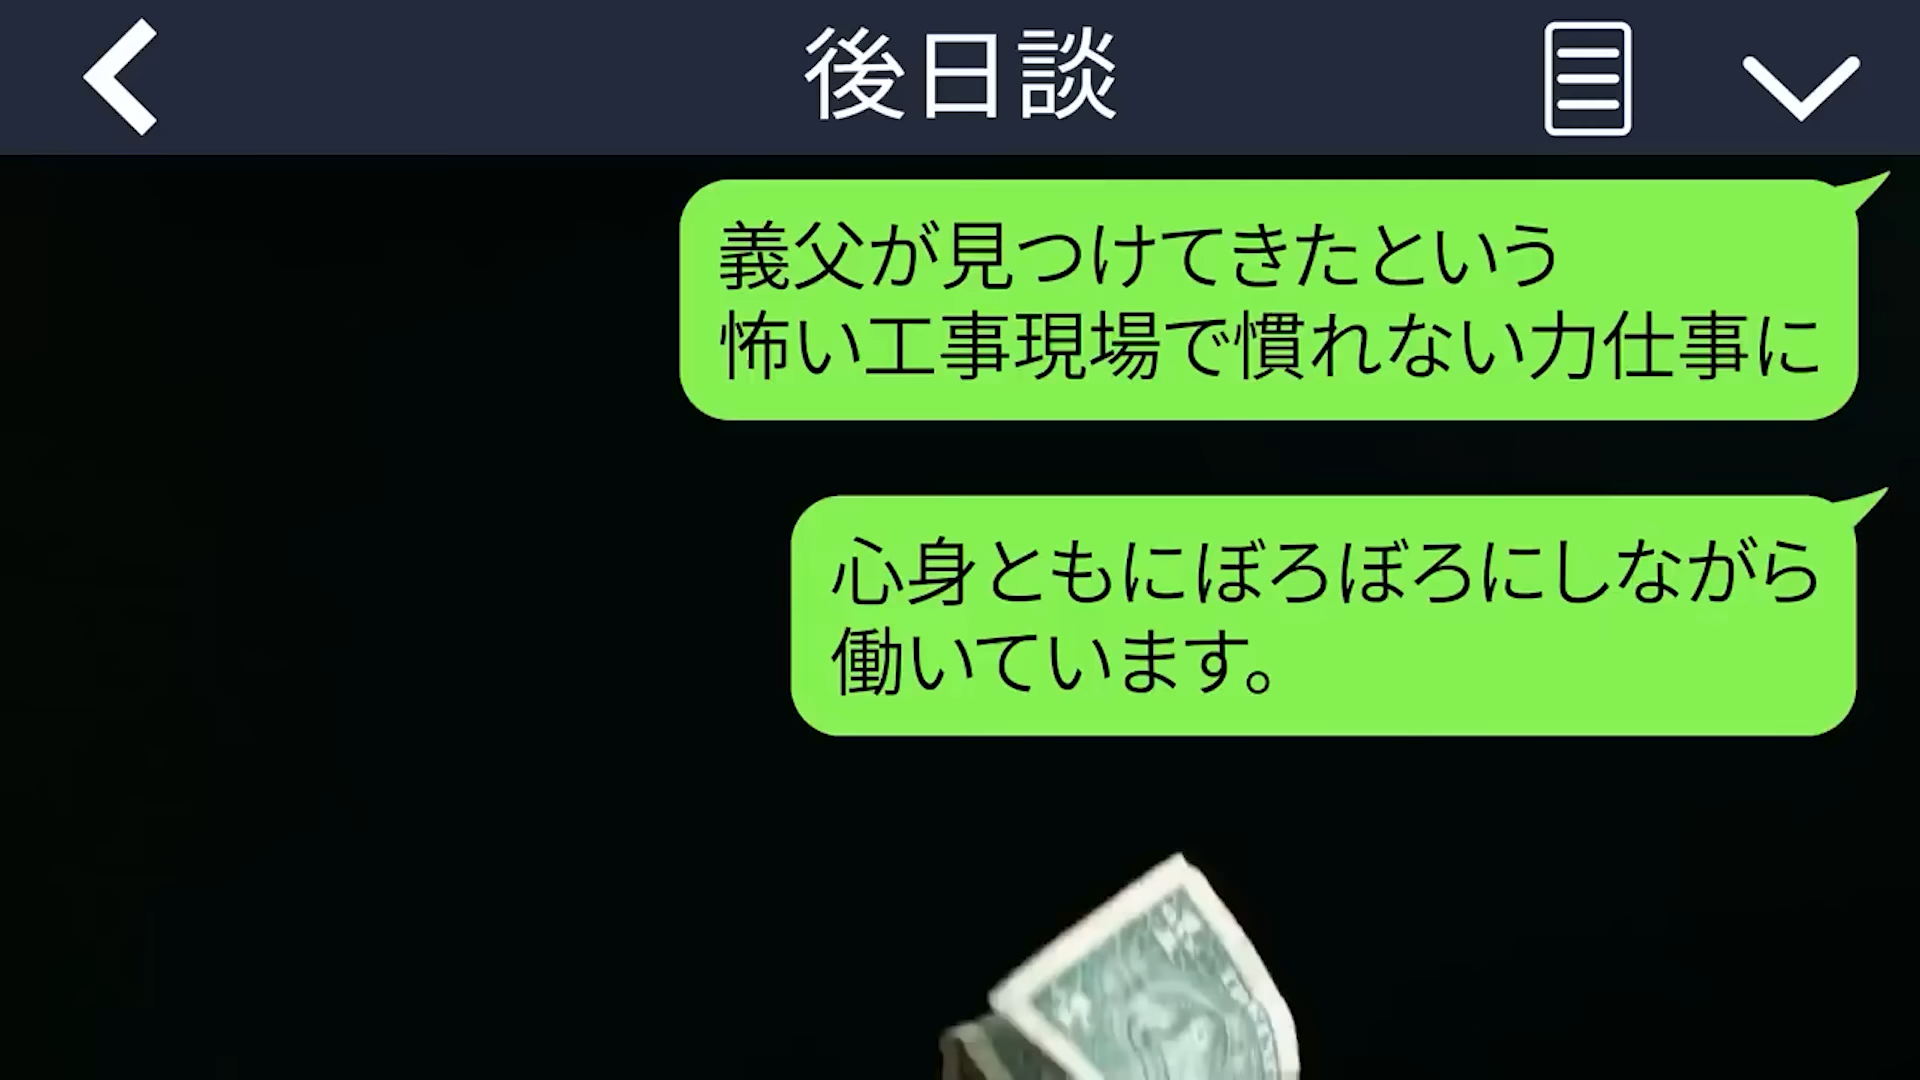 後日談
義父が見つけてきたという
怖い工事現場で慣れない力仕事に
心身ともにぼろぼろにしながら
働いています。